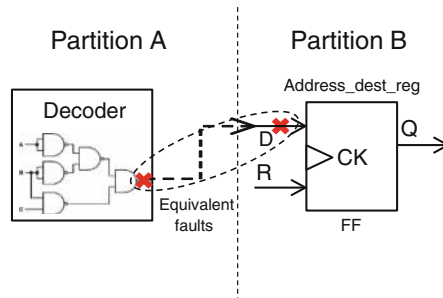 Partition A
Partition B
Address_dest_reg
Decoder
A
B
C
D
Q
CK
R
Equivalent
faults
FF